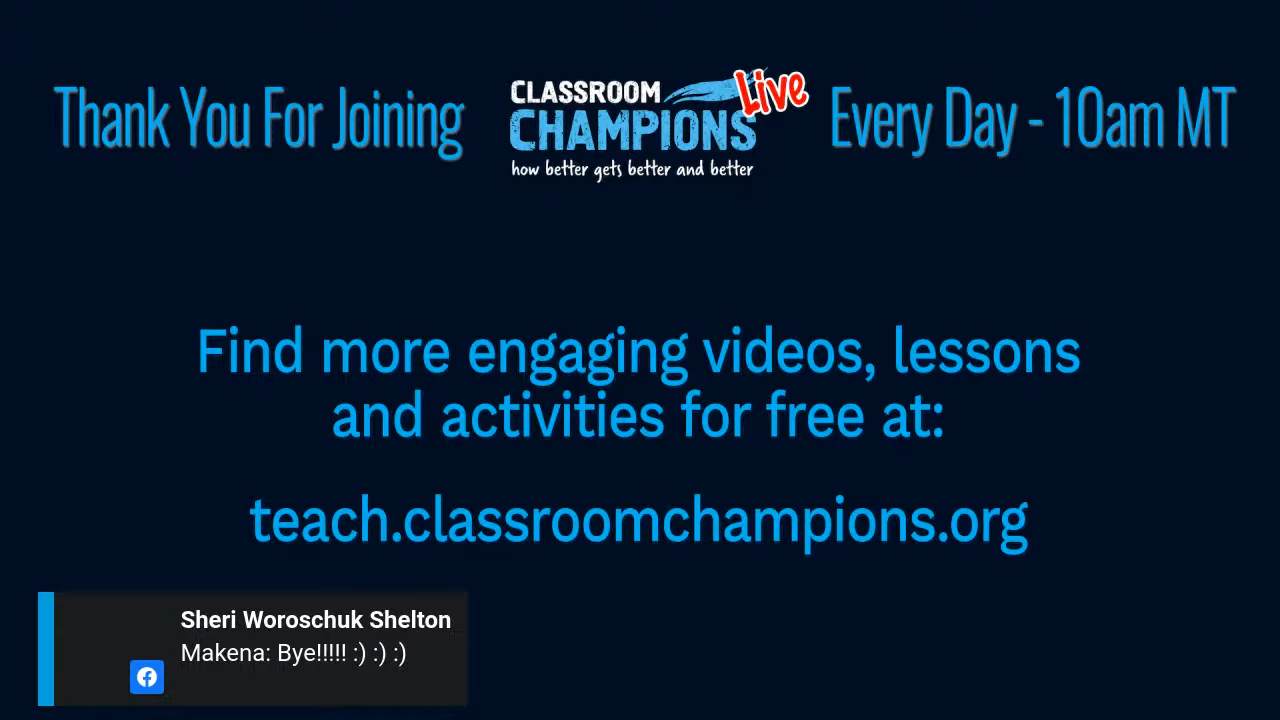 Thank You For Joining
CLASSROOM
CHAMPIONS
Live
how better gets better and better
Every Day - 10am MT
Find more engaging videos, lessons
and activities for free at:
teach.classroomchampions.org
Sheri Woroschuk Shelton
Makena: Bye!!!!! :) :) :)